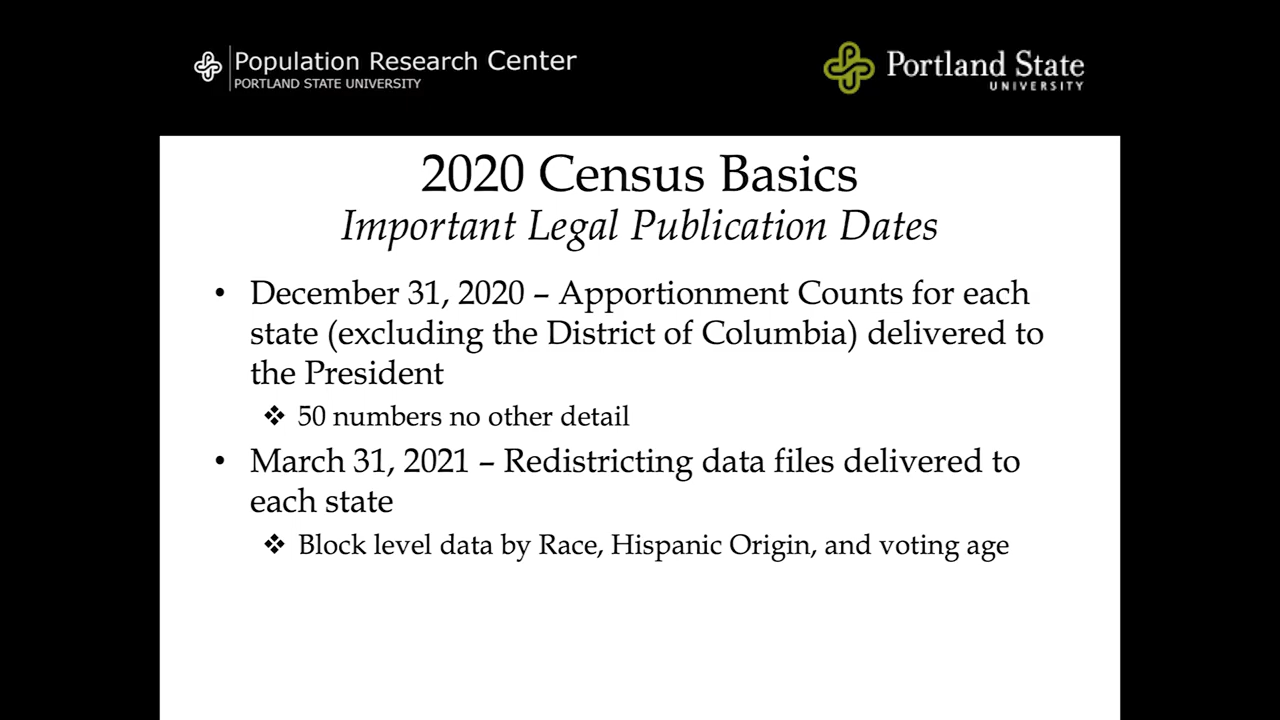 Population Research Center
PORTLAND STATE UNIVERSITY
Portland State
UNIVERSITY
2020 Census Basics
Important Legal Publication Dates
• December 31, 2020 – Apportionment Counts for each
state (excluding the District of Columbia) delivered to
the President
❖ 50 numbers no other detail
• March 31, 2021 – Redistricting data files delivered to
each state
❖ Block level data by Race, Hispanic Origin, and voting age